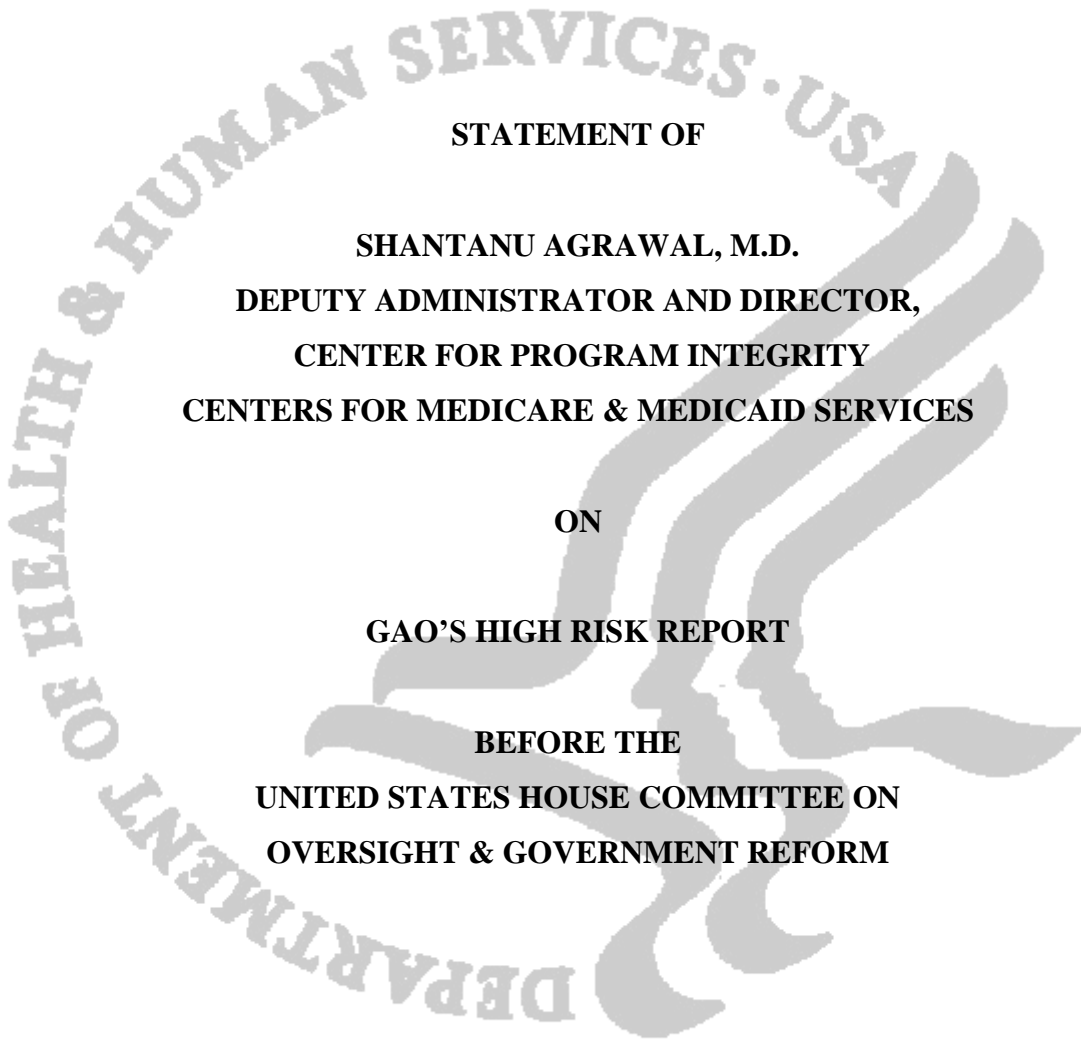 DEPARTMENT OF HEALTH & HUMAN SERVICES · USA
STATEMENT OF
SHANTANU AGRAWAL, M.D.
DEPUTY ADMINISTRATOR AND DIRECTOR,
CENTER FOR PROGRAM INTEGRITY
CENTERS FOR MEDICARE & MEDICAID SERVICES
ON
GAO’S HIGH RISK REPORT
BEFORE THE
UNITED STATES HOUSE COMMITTEE ON
OVERSIGHT & GOVERNMENT REFORM